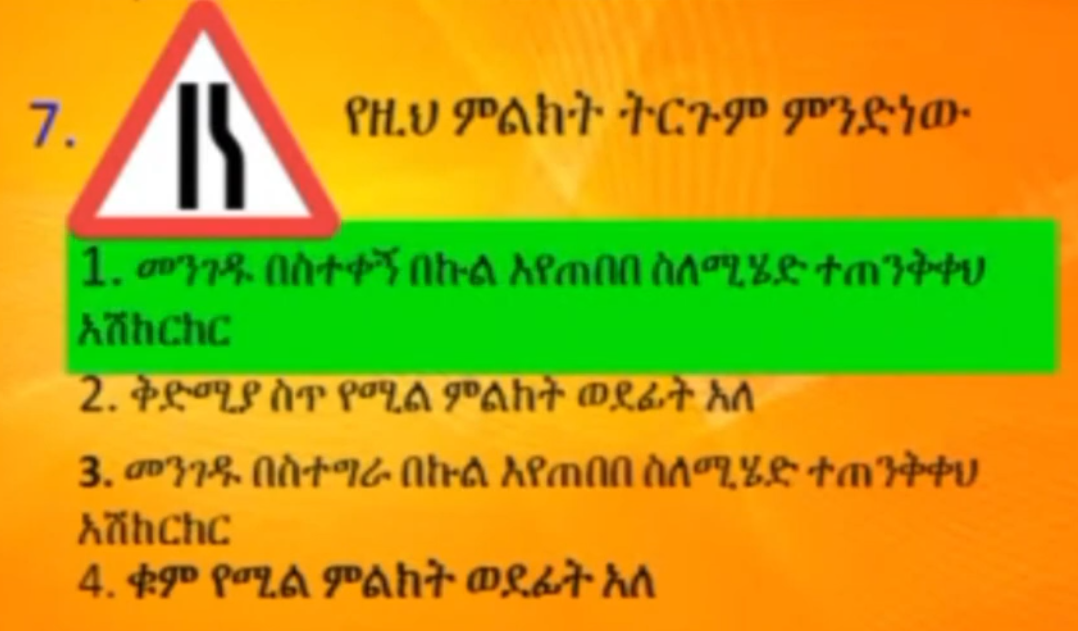 7. የዚህ ምልክት ትርጉም ምንድነው
1. መንገዱ በስተቀኝ በኩል እየጠበበ ስለሚሄድ ተጠንቅቀህ
አሽከርክር
2. ቅድሚያ ስጥ የሚል ምልክት ወደፊት አለ
3. መንገዱ በስተግራ በኩል እየጠበበ ስለሚሄድ ተጠንቅቀህ
አሽከርክር
4. ቁም የሚል ምልክት ወደፊት አለ